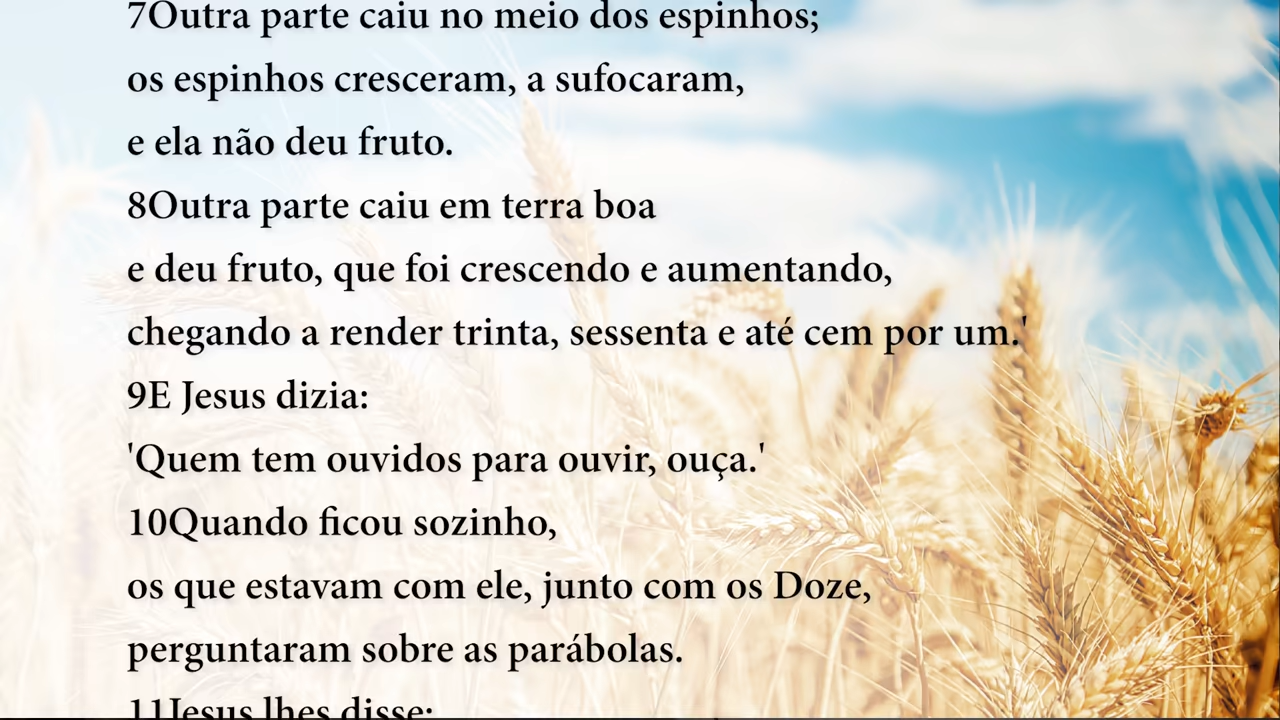 7Outra parte caiu no meio dos espinhos;
os espinhos cresceram, a sufocaram,
e ela não deu fruto.
8Outra parte caiu em terra boa
e deu fruto, que foi crescendo e aumentando,
chegando a render trinta, sessenta e até cem por um.'
9E Jesus dizia:
'Quem tem ouvidos para ouvir, ouça.'
10Quando ficou sozinho,
os que estavam com ele, junto com os Doze,
perguntaram sobre as parábolas.
11Jesus lhes disse: